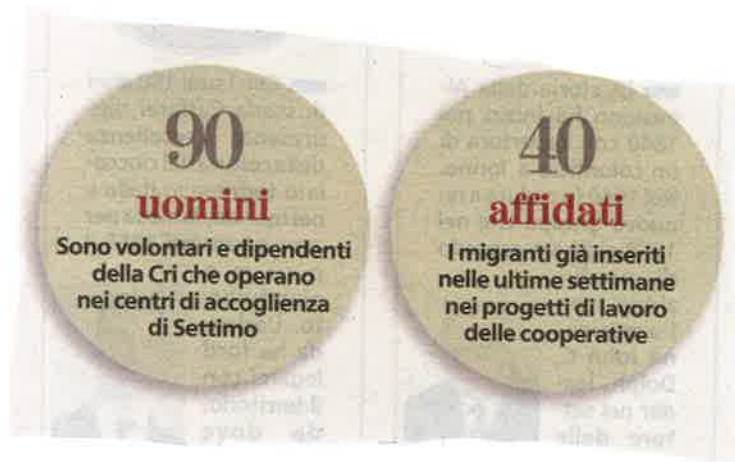 90
uomini
Sono volontari e dipendenti
della Cri che operano
nei centri di accoglienza
di Settimo
40
affidati
I migranti già inseriti
nelle ultime settimane
nei progetti di lavoro
delle cooperative